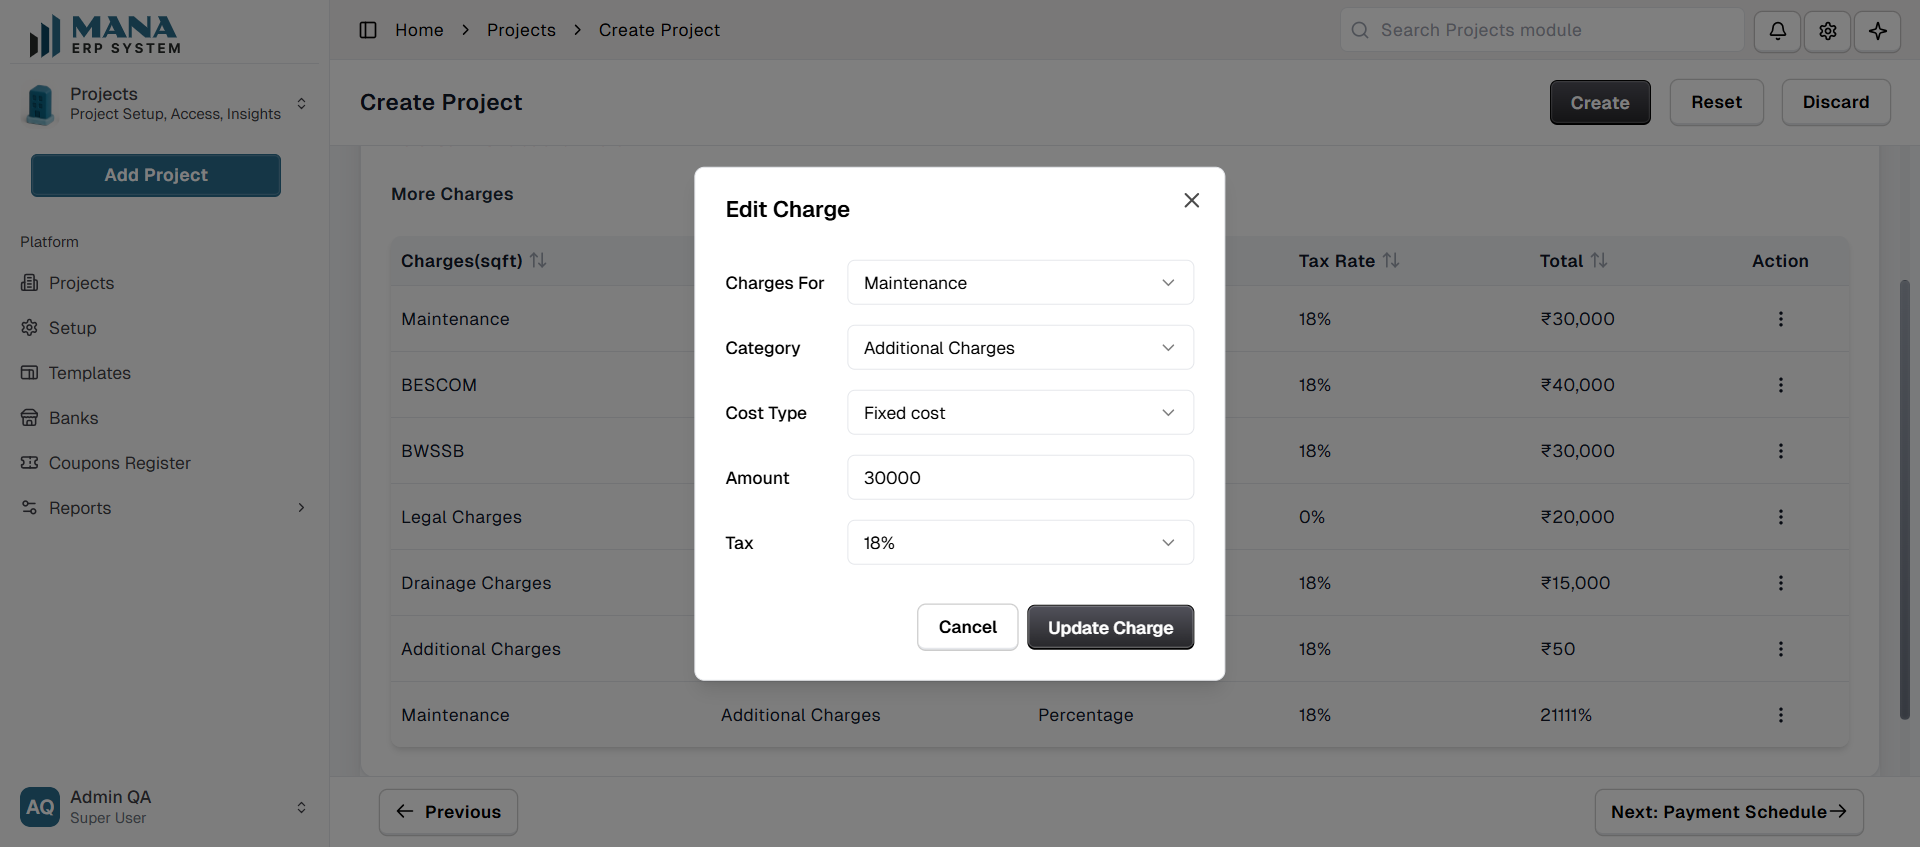 MANA
ERP SYSTEM
Home > Projects > Create Project
Search Projects module
Projects
Project Setup, Access, Insights
Create Project
Create
Reset
Discard
Add Project
Platform
Projects
Setup
Templates
Banks
Coupons Register
Reports
More Charges
Charges(sqft) Tax Rate Total Action
Maintenance 18% ₹30,000
BESCOM 18% ₹40,000
BWSSB 18% ₹30,000
Legal Charges 0% ₹20,000
Drainage Charges 18% ₹15,000
Additional Charges 18% ₹50
Maintenance Additional Charges Percentage 18% 21111%
Edit Charge
Charges For Maintenance
Category Additional Charges
Cost Type Fixed cost
Amount 30000
Tax 18%
Cancel
Update Charge
AQ
Admin QA
Super User
Previous
Next: Payment Schedule